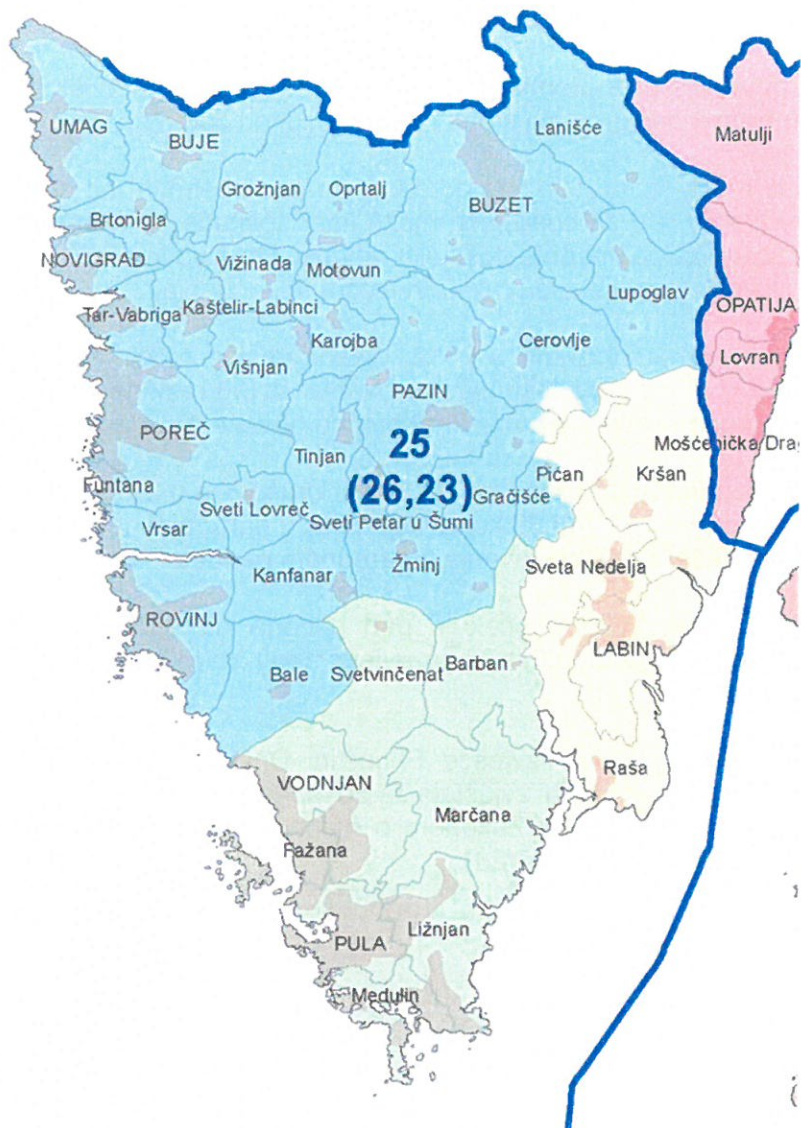 Lanišće
UMAG
BUJE
Matulji
Grožnjan
Oprtalj
BUZET
Brtonigla
NOVIGRAD
Vižinada
Motovun
Lupoglav
OPATIJA
Tar-Vabriga
Kaštelir-Labinci
Karojba
Cerovlje
Lovran
Višnjan
PAZIN
POREČ
25
Mošćenička Drag
Tinjan
Pićan
Kršan
Funtana
(26,23)
Gračišće
Sveti Lovreč
Vrsar
Sveti Petar u Šumi
Kanfanar
Žminj
Sveta Nedelja
ROVINJ
LABIN
Bale
Svetvinčenat
Barban
Raša
VODNJAN
Marčana
Fažana
Ližnjan
PULA
Medulin